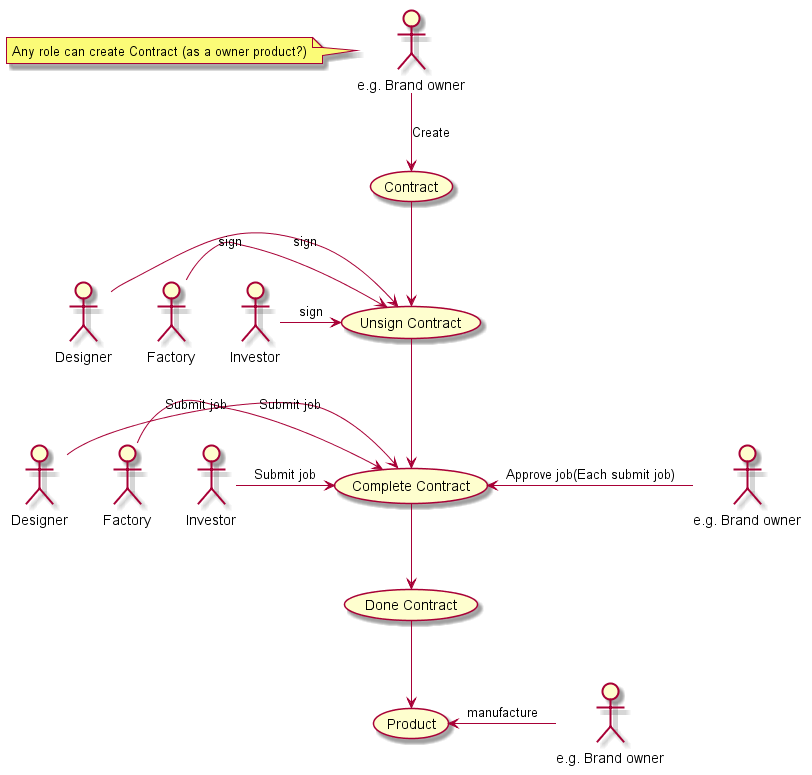 Any role can create Contract (as a owner product?)
e.g. Brand owner
Create
Contract
sign
sign
Designer
Factory
Investor
sign
Unsign Contract
Submit job
Submit job
Designer
Factory
Investor
Submit job
Complete Contract
Approve job(Each submit job)
e.g. Brand owner
Done Contract
Product
manufacture
e.g. Brand owner